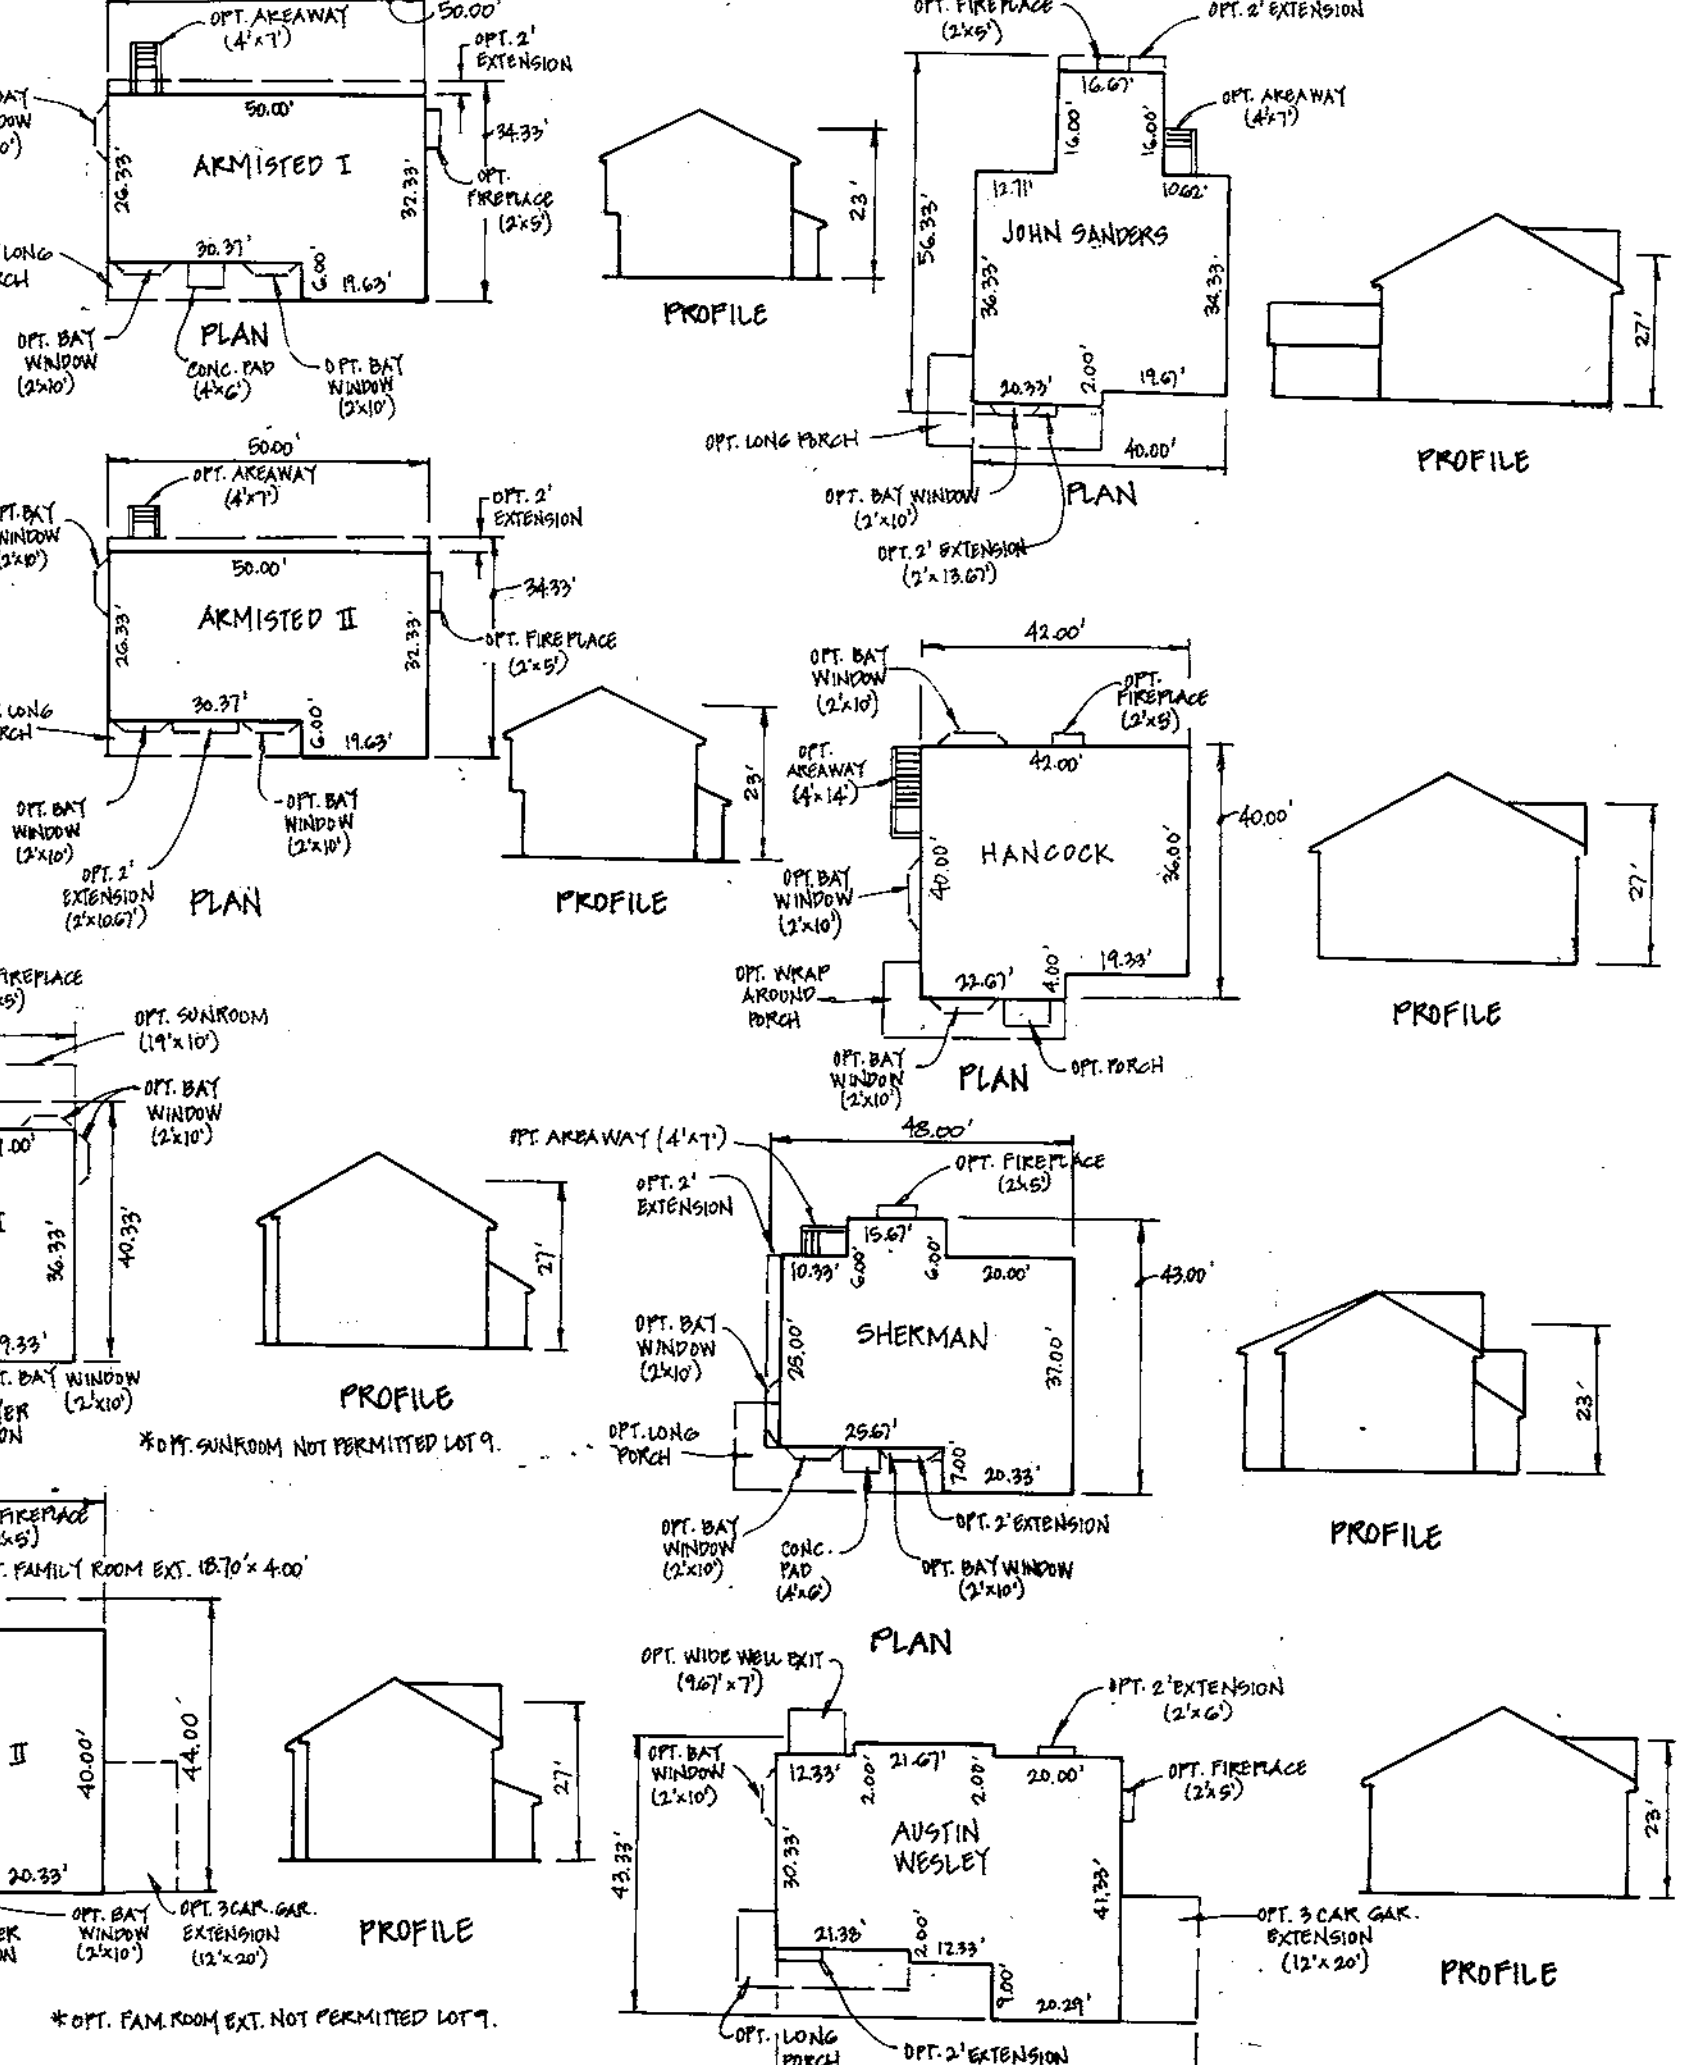 OPT. AREAWAY
(4'x7')
50.00'
OPT. 2'
EXTENSION
50.00'
34.33'
ARMISTED I
26.33'
32.33'
OPT.
FIREPLACE
(2'x5')
LONG
30.37'
6.00'
19.63'
PLAN
OPT. BAY
WINDOW
(2'x10')
CONC. PAD
(4'x6')
OPT. BAY
WINDOW
(2'x10')
23'
PROFILE
OPT. FIREPLACE
(2'x5')
OPT. 2' EXTENSION
16.67'
16.00'
16.00'
OPT. AREAWAY
(4'x7')
12.71'
10.62'
56.33'
JOHN SANDERS
36.33'
34.33'
20.33'
2.00'
19.67'
OPT. LONG PORCH
40.00'
OPT. BAY WINDOW
(2'x10')
PLAN
OPT. 2' EXTENSION
(2'x13.67')
27'
PROFILE
50.00'
OPT. AREAWAY
(4'x7')
OPT. BAY
WINDOW
(2'x10')
OPT. 2'
EXTENSION
50.00'
34.33'
ARMISTED II
26.33'
32.33'
OPT. FIREPLACE
(2'x5')
LONG
30.37'
6.00'
19.63'
OPT. BAY
WINDOW
(2'x10')
OPT. BAY
WINDOW
(2'x10')
OPT. 2'
EXTENSION
(2'x10.67')
PLAN
23'
PROFILE
42.00'
OPT. BAY
WINDOW
(2'x10')
OPT.
FIREPLACE
(2'x5')
OPT.
AREAWAY
(4'x14')
42.00'
40.00'
HANCOCK
40.00'
36.00'
OPT. BAY
WINDOW
(2'x10')
OPT. WRAP
AROUND
PORCH
22.67'
4.00'
19.33'
OPT. BAY
WINDOW
(2'x10')
PLAN
OPT. PORCH
27'
PROFILE
FIREPLACE
OPT. SUNROOM
(19'x10')
OPT. BAY
WINDOW
(2'x10')
36.33'
40.33'
9.33'
BAY WINDOW
(2'x10')
27'
PROFILE
*OPT. SUNROOM NOT PERMITTED LOT 9.
OPT. AREAWAY (4'x7')
48.00'
OPT. 2'
EXTENSION
OPT. FIREPLACE
(2'x5')
15.67'
10.33'
6.00'
6.00'
20.00'
43.00'
OPT. BAY
WINDOW
(2'x10')
SHERMAN
25.00'
37.00'
OPT. LONG
PORCH
25.67'
7.00'
20.33'
OPT. BAY
WINDOW
(2'x10')
CONC.
PAD
(4'x6')
OPT. 2' EXTENSION
OPT. BAY WINDOW
(2'x10')
PLAN
23'
PROFILE
FIREPLACE
FAMILY ROOM EXT. 18.70' x 4.00'
II
40.00'
44.00'
20.33'
OPT. BAY
WINDOW
(2'x10')
OPT. 3 CAR. GAR.
EXTENSION
(12'x20')
27'
PROFILE
*OPT. FAM. ROOM EXT. NOT PERMITTED LOT 9.
OPT. WIDE WELL EXIT
(9.67'x7')
OPT. 2' EXTENSION
(2'x6')
OPT. BAY
WINDOW
(2'x10')
12.33'
2.00'
21.67'
2.00'
20.00'
OPT. FIREPLACE
(2'x5')
AUSTIN
WESLEY
43.33'
30.33'
41.33'
21.38'
2.00'
12.33'
9.00'
20.29'
OPT. 3 CAR GAR.
EXTENSION
(12'x20')
OPT. LONG
PORCH
OPT. 2' EXTENSION
23'
PROFILE